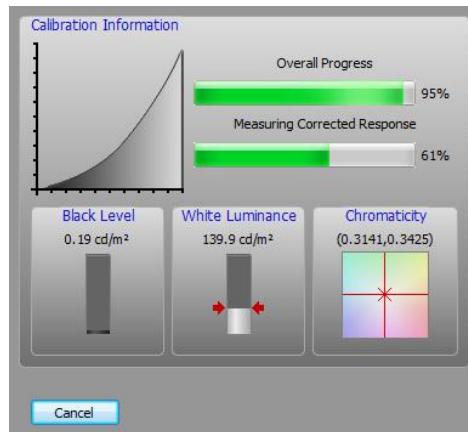 Calibration Information
Overall Progress
95%
Measuring Corrected Response
61%
Black Level
0.19 cd/m²
White Luminance
139.9 cd/m²
Chromaticity
(0.3141,0.3425)
Cancel